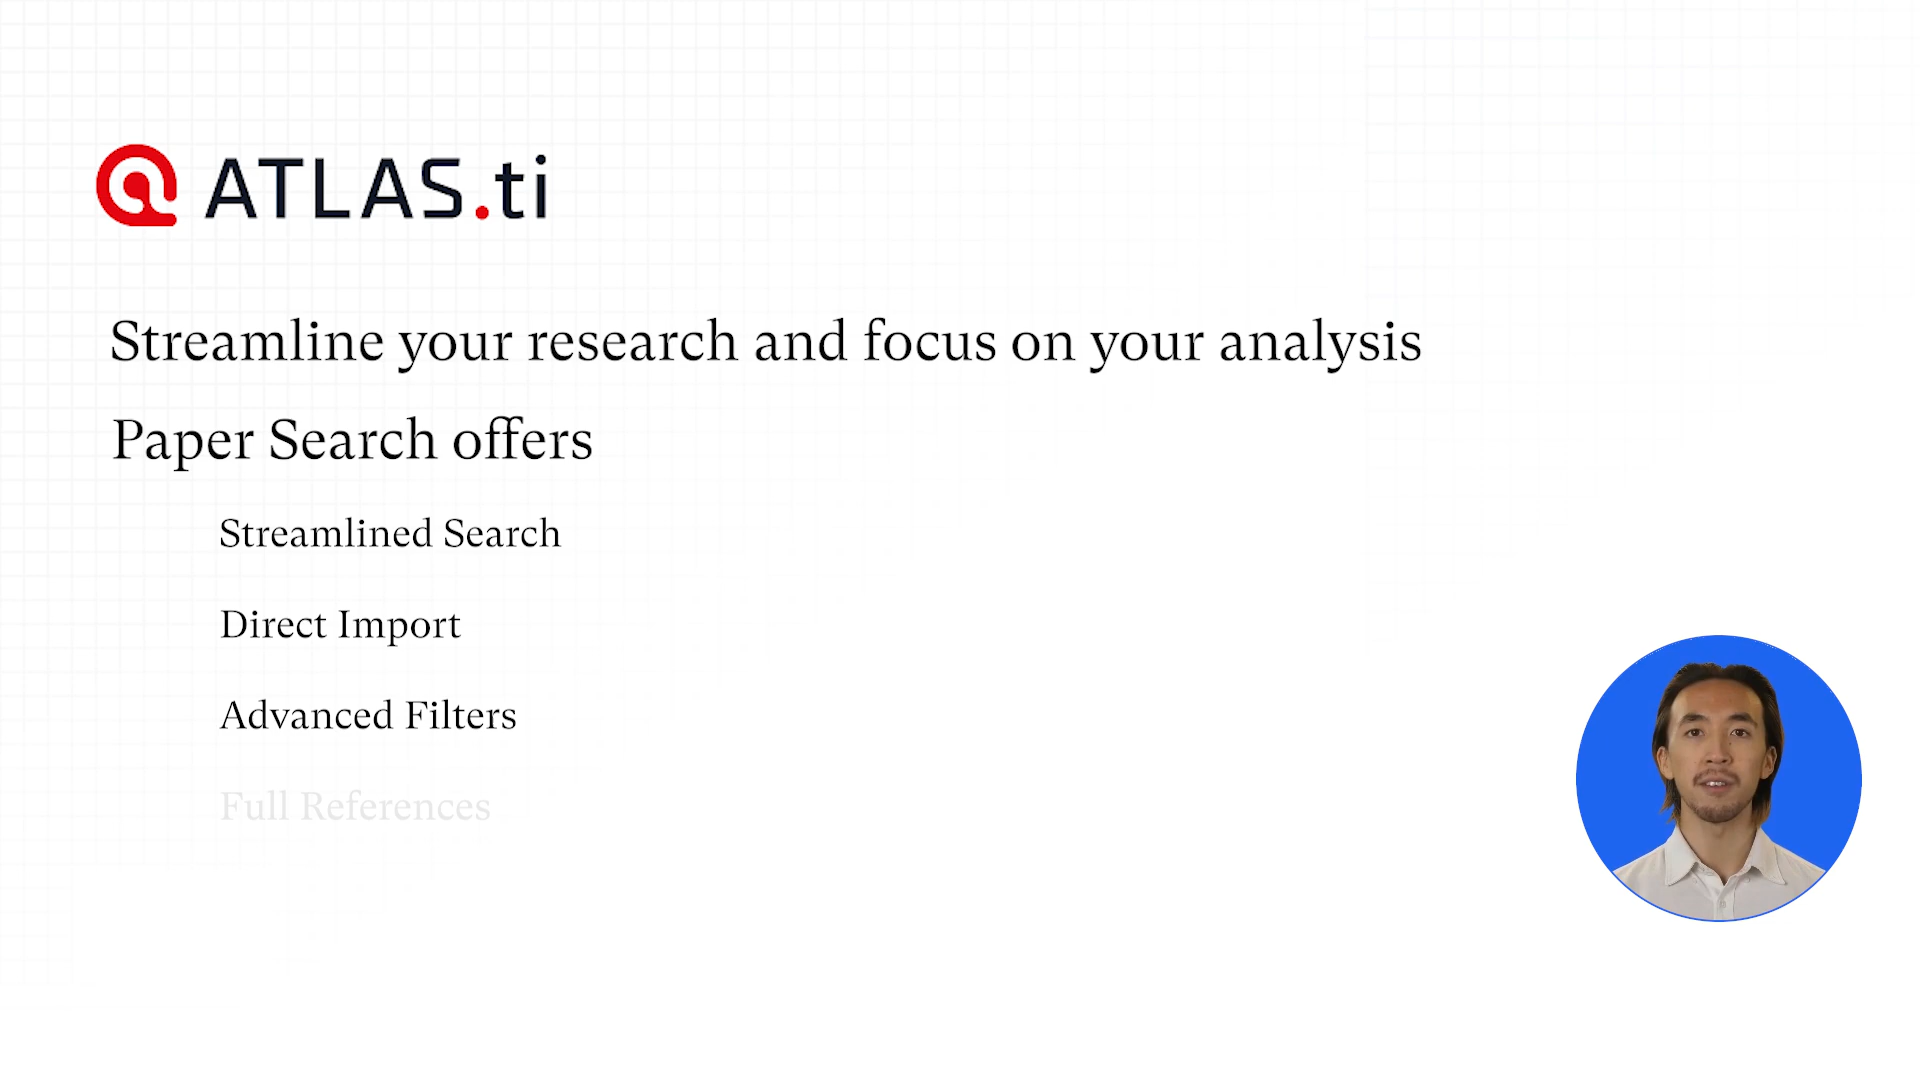 ATLAS.ti
Streamline your research and focus on your analysis
Paper Search offers
Streamlined Search
Direct Import
Advanced Filters
Full References